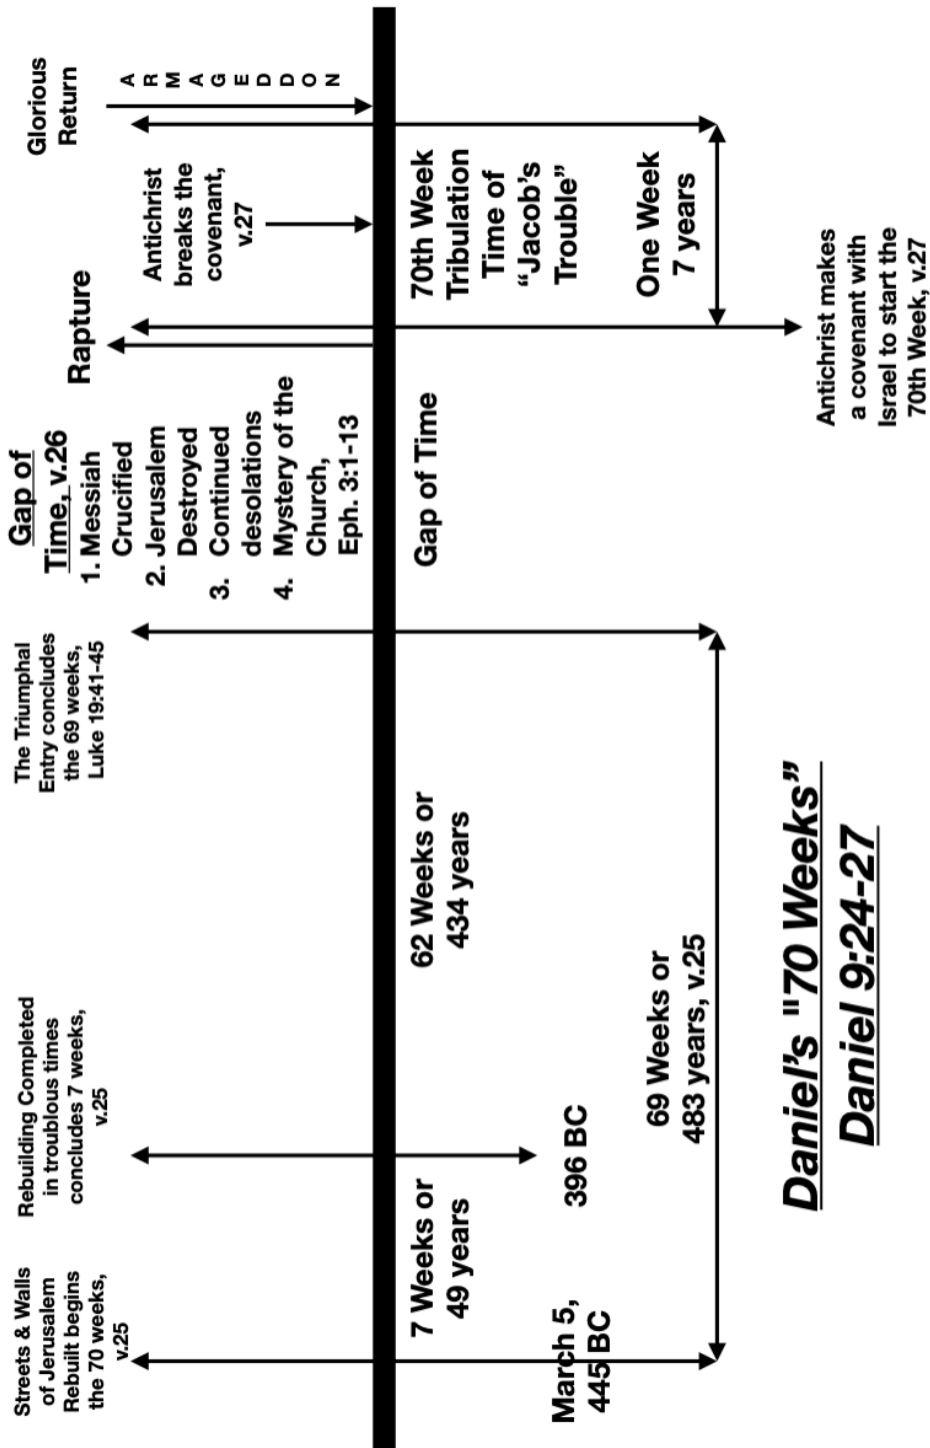 Streets & Walls
of Jerusalem
Rebuilt begins
the 70 weeks,
v.25
Rebuilding Completed
in troublous times
concludes 7 weeks,
v.25
The Triumphal
Entry concludes
the 69 weeks,
Luke 19:41-45
Gap of
Time, v.26
1. Messiah
Crucified
2. Jerusalem
Destroyed
3. Continued
desolations
4. Mystery of the
Church,
Eph. 3:1-13
Rapture
Antichrist
breaks the
covenant,
v.27
Glorious
Return
A
R
M
A
G
E
D
D
O
N
7 Weeks or
49 years
62 Weeks or
434 years
Gap of Time
70th Week
Tribulation
Time of
“Jacob’s
Trouble”
March 5,
445 BC
396 BC
69 Weeks or
483 years, v.25
One Week
7 years
Daniel's "70 Weeks”
Daniel 9:24-27
Antichrist makes
a covenant with
Israel to start the
70th Week, v.27